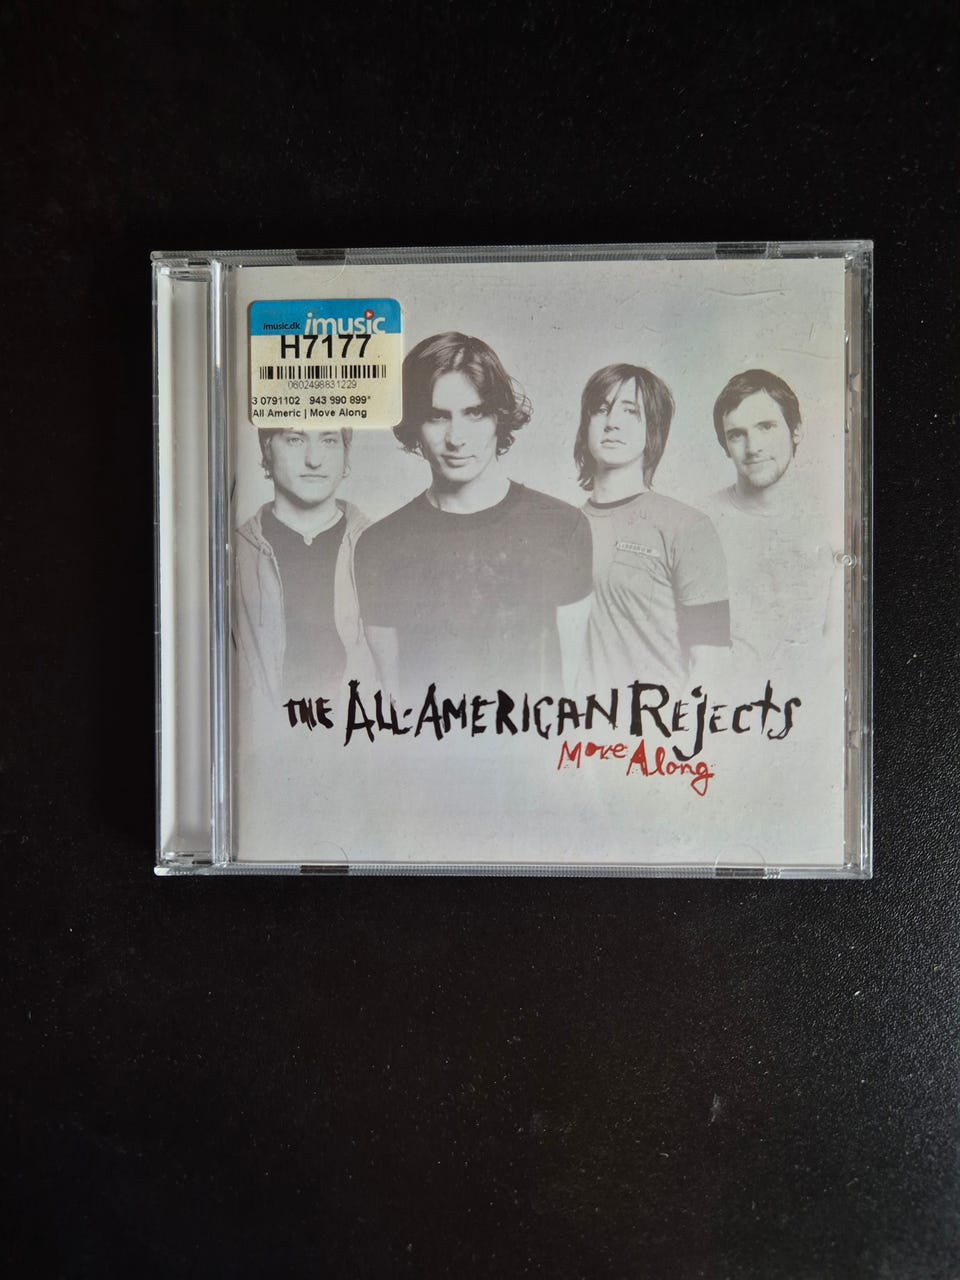 imusic.dk imusic
H7177
0602498831229
3 0791102 943 990 899*
All Americ | Move Along
THE ALL-AMERICAN REJECTS
Move Along